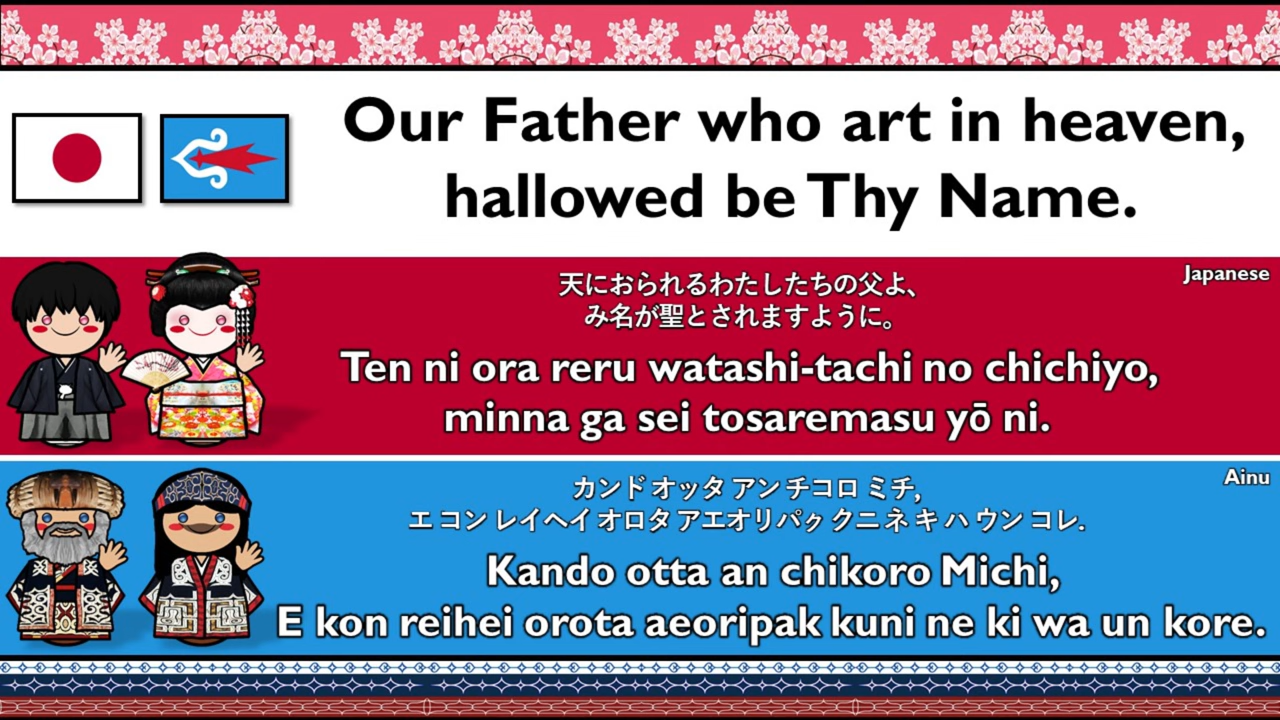 Our Father who art in heaven,
hallowed be Thy Name.
Japanese
天におられるわたしたちの父よ、
み名が聖とされますように。
Ten ni ora reru watashi-tachi no chichiyo,
minna ga sei tosaremasu yō ni.
Ainu
カンド オッタ アン チコロ ミチ,
エ コン レイヘイ オロタ アエオリパㇰ クニ ネ キ ハ ウン コレ.
Kando otta an chikoro Michi,
E kon reihei orota aeoripak kuni ne ki wa un kore.